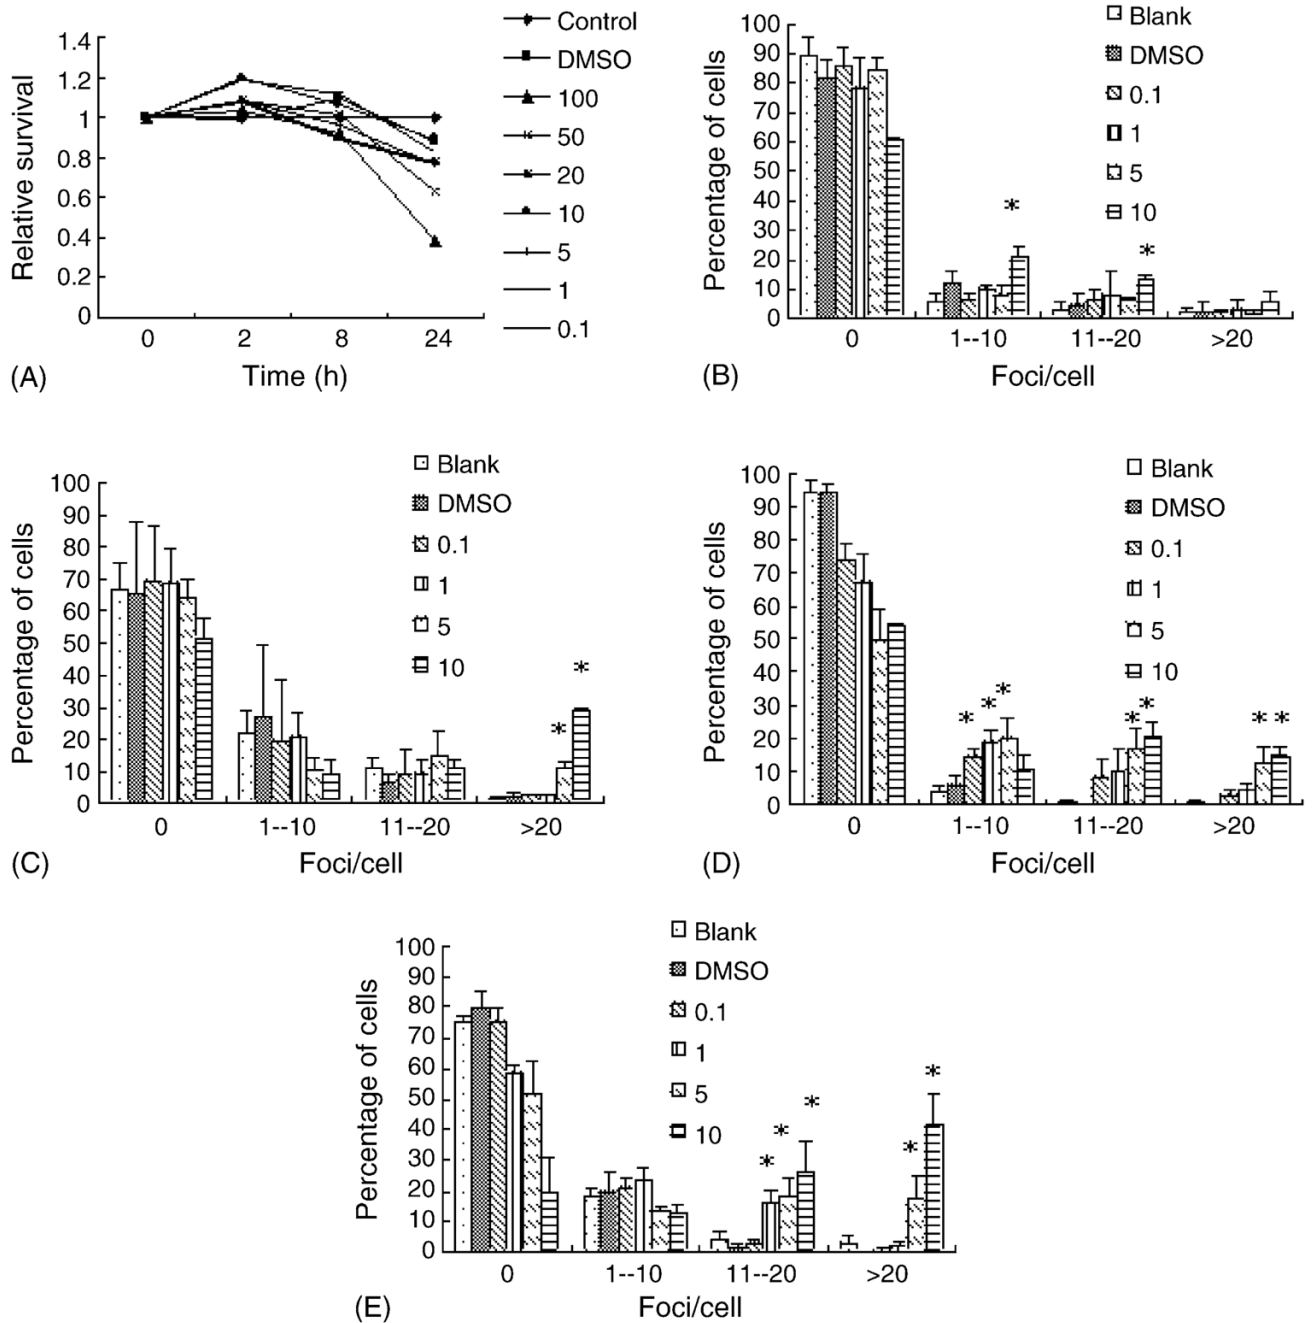 Relative survival
1.4
1.2
1
0.8
0.6
0.4
0.2
0
0 2 8 24
Time (h)
(A)
Control
DMSO
100
50
20
10
5
1
0.1
Percentage of cells
100
90
80
70
60
50
40
30
20
10
0
* *
0 1--10 11--20 >20
Foci/cell
(B)
Blank
DMSO
0.1
1
5
10
Percentage of cells
100
90
80
70
60
50
40
30
20
10
0
* *
0 1--10 11--20 >20
Foci/cell
(C)
Blank
DMSO
0.1
1
5
10
Percentage of cells
100
90
80
70
60
50
40
30
20
10
0
* * * * * * *
0 1--10 11--20 >20
Foci/cell
(D)
Blank
DMSO
0.1
1
5
10
Percentage of cells
100
90
80
70
60
50
40
30
20
10
0
* * * * *
0 1--10 11--20 >20
Foci/cell
(E)
Blank
DMSO
0.1
1
5
10